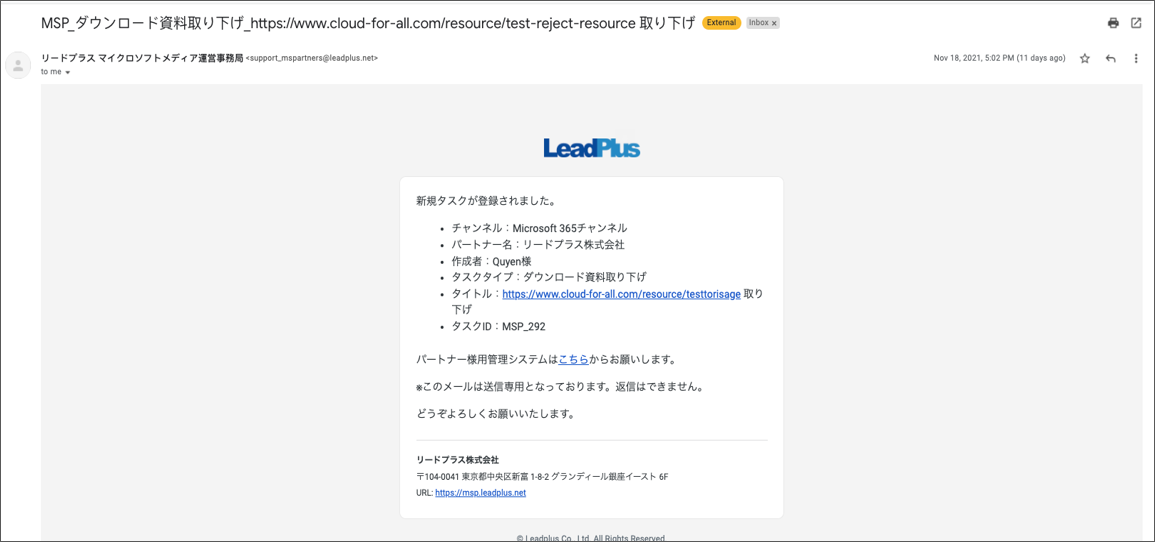 MSP_ダウンロード資料取り下げ_https://www.cloud-for-all.com/resource/test-reject-resource 取り下げ External Inbox x
リードプラス マイクロソフトメディア運営事務局 <support_mspartners@leadplus.net> Nov 18, 2021, 5:02 PM (11 days ago)
to me
LeadPlus
新規タスクが登録されました。
• チャンネル：Microsoft 365チャンネル
• パートナー名：リードプラス株式会社
• 作成者：Quyen様
• タスクタイプ：ダウンロード資料取り下げ
• タイトル：https://www.cloud-for-all.com/resource/testtorisage 取り
下げ
• タスクID：MSP_292
パートナー様用管理システムはこちらからお願いします。
※このメールは送信専用となっております。返信はできません。
どうぞよろしくお願いいたします。
リードプラス株式会社
〒104-0041 東京都中央区新富 1-8-2 グランディール銀座イースト 6F
URL: https://msp.leadplus.net
© Leadplus Co., Ltd. All Rights Reserved